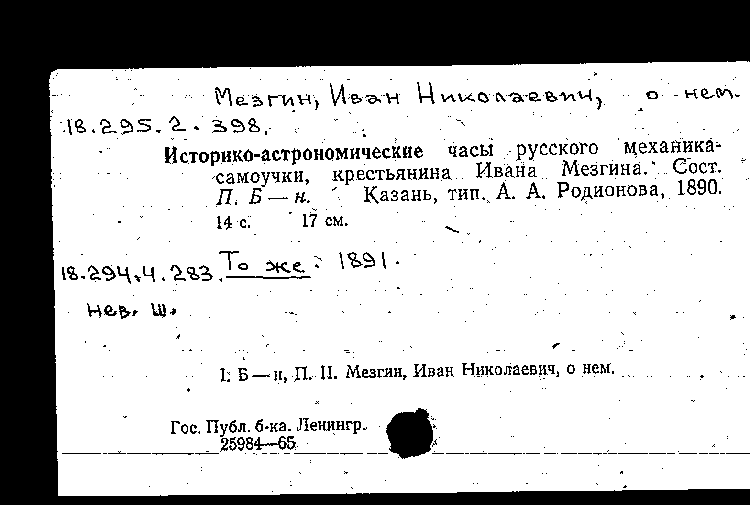 Мезгин, Иван Николаевич, о нем.
18.295.2.398.
Историко-астрономические часы русского механика-
самоучки, крестьянина Ивана Мезгина. Сост.
П. Б—н. Казань, тип. А. А. Родионова, 1890.
14 с. 17 см.
18.294.4.283. То же. 1891.
нев. ш.
I. Б—н, П. II. Мезгин, Иван Николаевич, о нем.
Гос. Публ. б-ка. Ленингр.
25984—65